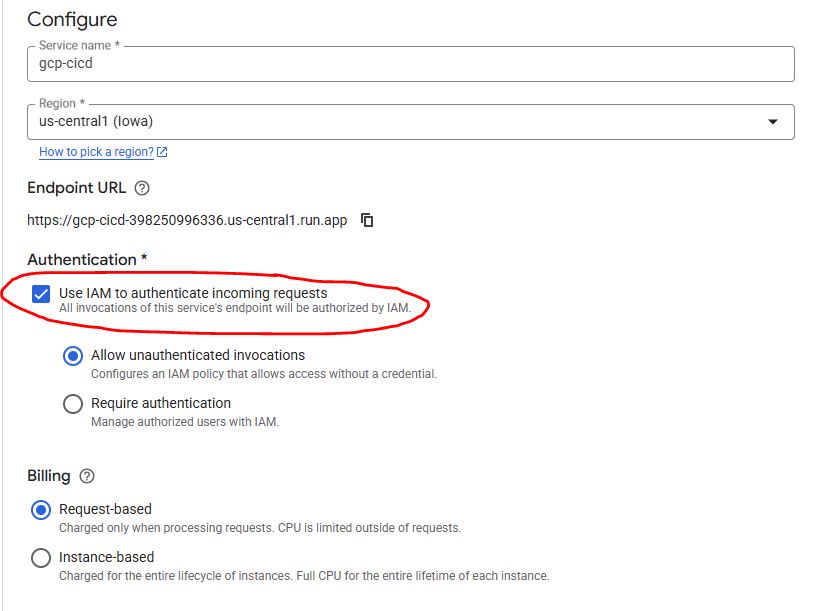 Configure
Service name *
gcp-cicd
Region *
us-central1 (Iowa)
How to pick a region?
Endpoint URL
https://gcp-cicd-398250996336.us-central1.run.app
Authentication *
Use IAM to authenticate incoming requests
All invocations of this service's endpoint will be authorized by IAM.
Allow unauthenticated invocations
Configures an IAM policy that allows access without a credential.
Require authentication
Manage authorized users with IAM.
Billing
Request-based
Charged only when processing requests. CPU is limited outside of requests.
Instance-based
Charged for the entire lifecycle of instances. Full CPU for the entire lifetime of each instance.